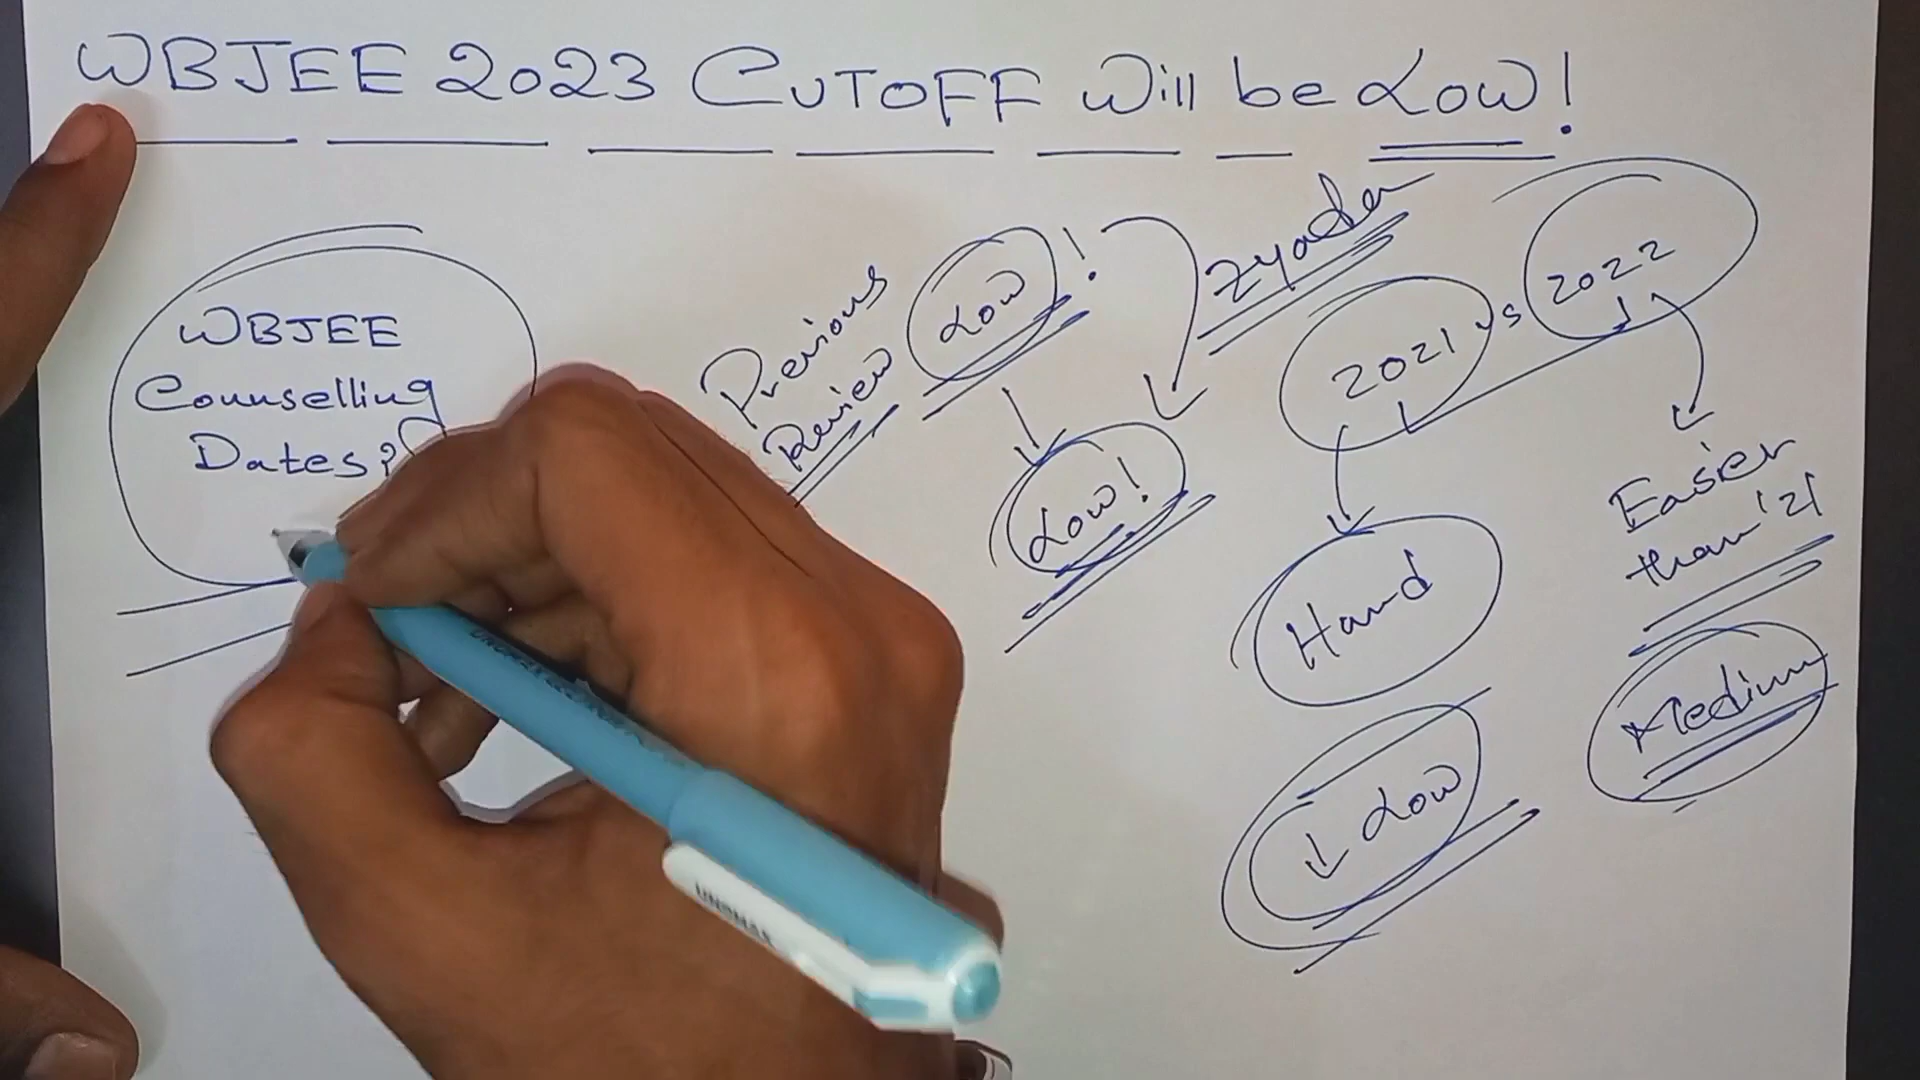 WBJEE 2023 CUTOFF Will be Low!
WBJEE
Counselling
Dates?
Previous
Review
Low!
Low!
zyada
2021 vs 2022
Hard
Low
Easier
than '21
Medium
UNOMAX